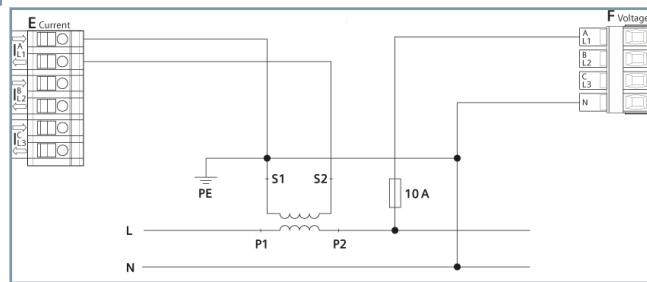 E Current
I A L1
I B L2
I C L3
F Voltage
A L1
B L2
C L3
N
S1 S2
PE
10 A
L
P1 P2
N